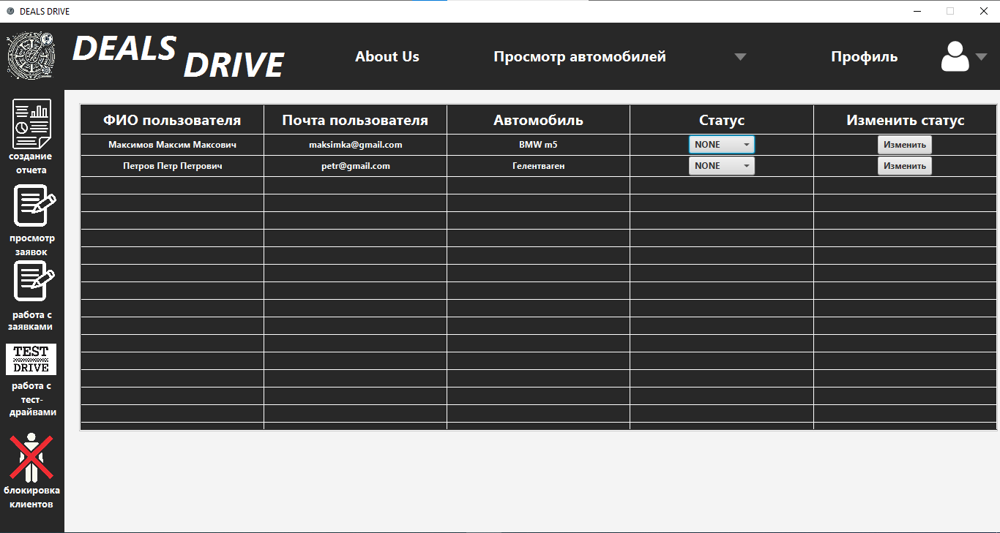 DEALS DRIVE
DEALS
DRIVE
About Us
Просмотр автомобилей
Профиль
создание
отчета
просмотр
заявок
работа с
заявками
TEST
DRIVE
работа с
тест-
драйвами
блокировка
клиентов
ФИО пользователя Почта пользователя Автомобиль Статус Изменить статус
Максимов Максим Максович maksimka@gmail.com BMW m5 NONE Изменить
Петров Петр Петрович petr@gmail.com Гелентваген NONE Изменить